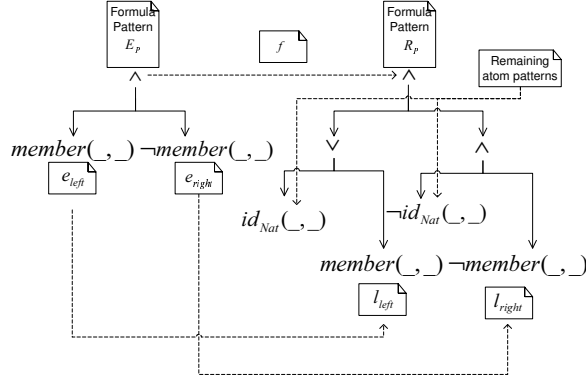 Formula
Pattern
E_P
f
Formula
Pattern
R_P
Remaining
atom patterns
∧
∧
∨
∧
member(_,_) ¬member(_,_)
e_left
e_right
id_Nat(_,_)
¬id_Nat(_,_)
member(_,_) ¬member(_,_)
l_left
l_right